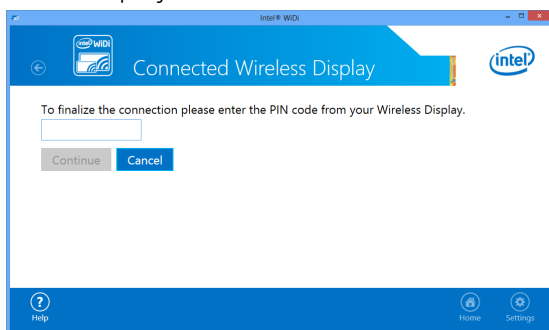 Intel® WiDi
intel WiDi
Connected Wireless Display
intel
To finalize the connection please enter the PIN code from your Wireless Display.
Continue
Cancel
?
Help
Home
Settings